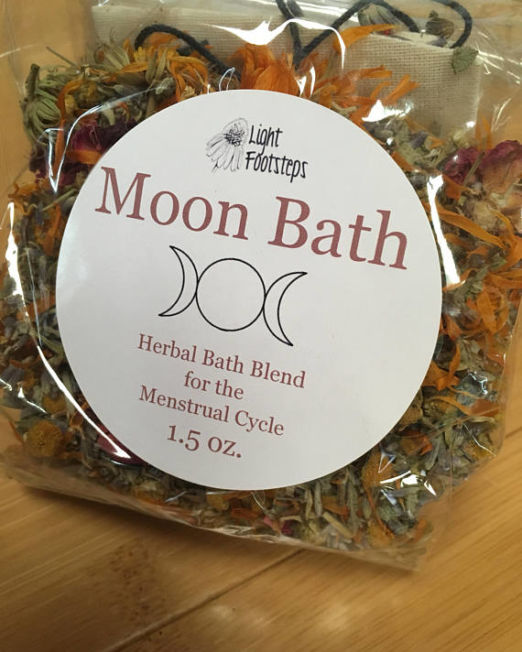 Light
Footsteps
Moon Bath
Herbal Bath Blend
for the
Menstrual Cycle
1.5 oz.